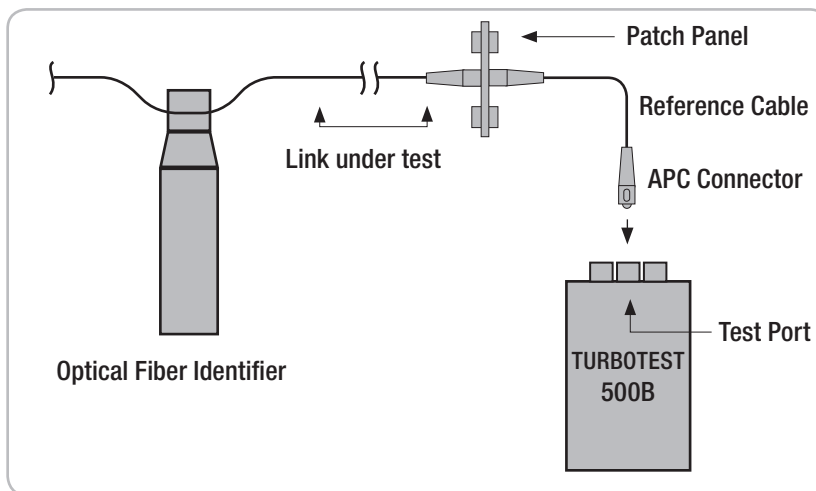 Patch Panel
Reference Cable
Link under test
APC Connector
Test Port
Optical Fiber Identifier
TURBOTEST
500B